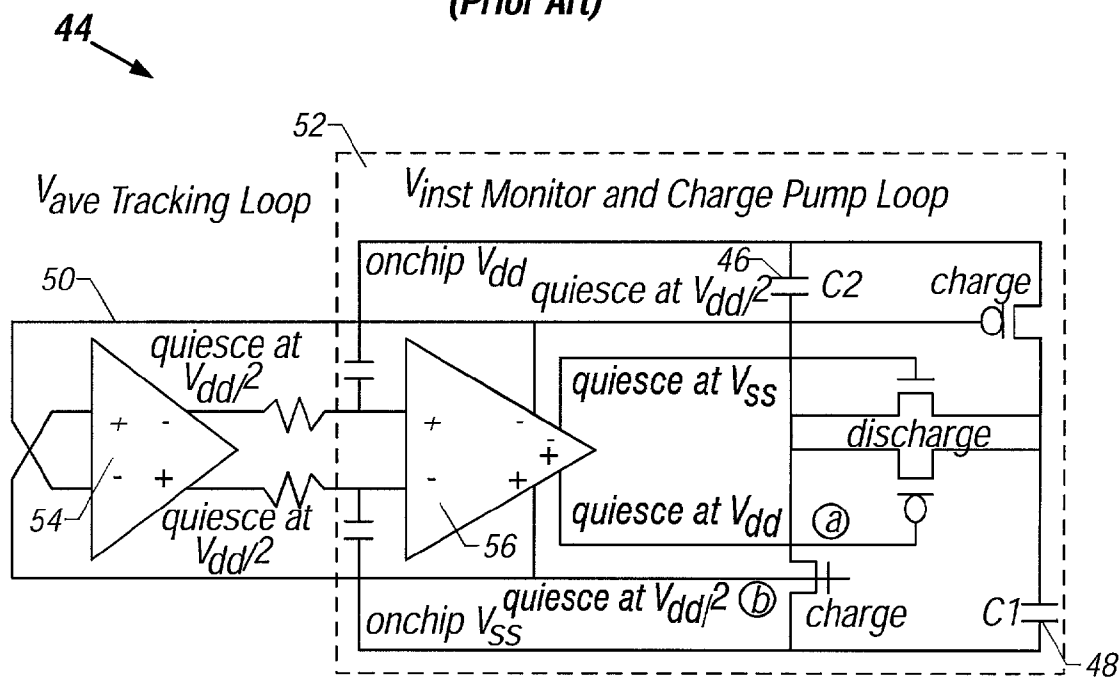 (Prior Art)
44
52
Vave Tracking Loop
Vinst Monitor and Charge Pump Loop
onchip Vdd
46
C2
charge
quiesce at Vdd/2
50
quiesce at
Vdd/2
quiesce at Vss
+ -
- +
54
+ -
- +
-
+
56
discharge
quiesce at
Vdd/2
quiesce at Vdd
a
quiesce at Vdd/2 b
onchip Vss
charge
C1
48